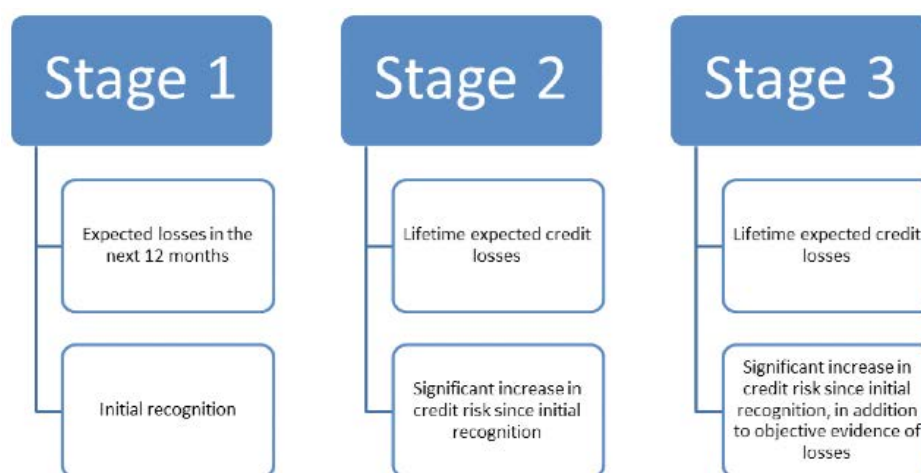 Stage 1
Expected losses in the
next 12 months
Initial recognition
Stage 2
Lifetime expected credit
losses
Significant increase in
credit risk since initial
recognition
Stage 3
Lifetime expected credit
losses
Significant increase in
credit risk since initial
recognition, in addition
to objective evidence of
losses